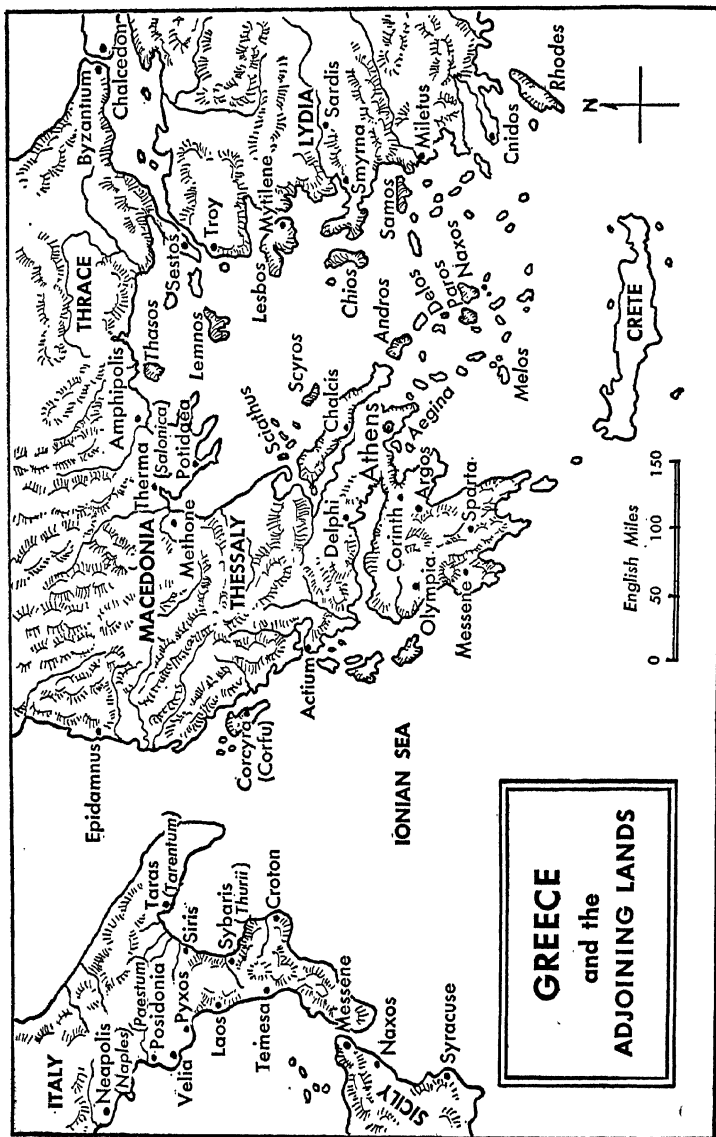 GREECE
and the
ADJOINING LANDS
ITALY
Neapolis
(Naples)
(Paestum)
Posidonia
Velia
Pyxos
Laos
Temesa
Taras
(Tarentum)
Siris
Sybaris
(Thurii)
Croton
Messene
Naxos
SICILY
Syracuse
IONIAN SEA
Epidamnus
Corcyra
(Corfu)
Actium
MACEDONIA
Methone
THESSALY
Therma
(Salonica)
Potidaea
Amphipolis
THRACE
Thasos
Lemnos
Sestos
Byzantium
Chalcedon
Troy
Mytilene
Lesbos
LYDIA
Sardis
Smyrna
Chios
Samos
Miletus
Cnidos
Rhodes
Sciathus
Scyros
Chalcis
Andros
Delos
Paros
Naxos
Melos
Delphi
Athens
Aegina
Corinth
Argos
Olympia
Sparta
Messene
CRETE
0 50 100 150
English Miles
N